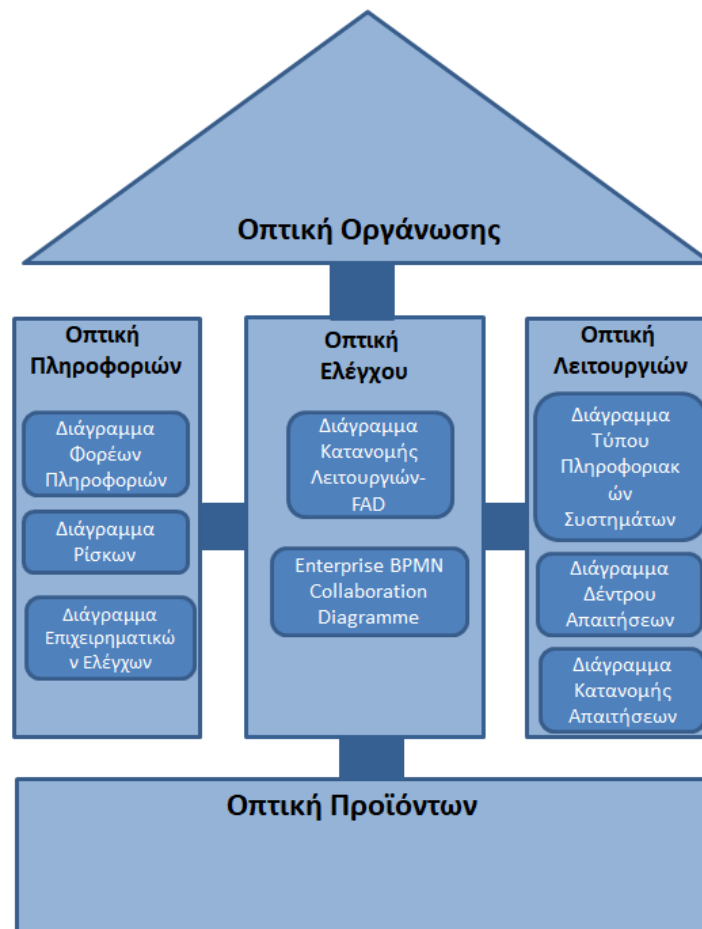 Οπτική Οργάνωσης
Οπτική
Πληροφοριών
Διάγραμμα
Φορέων
Πληροφοριών
Διάγραμμα
Ρίσκων
Διάγραμμα
Επιχειρηματικώ
ν Ελέγχων
Οπτική
Ελέγχου
Διάγραμμα
Κατανομής
Λειτουργιών-
FAD
Enterprise BPMN
Collaboration
Diagramme
Οπτική
Λειτουργιών
Διάγραμμα
Τύπου
Πληροφοριακ
ών
Συστημάτων
Διάγραμμα
Δέντρου
Απαιτήσεων
Διάγραμμα
Κατανομής
Απαιτήσεων
Οπτική Προϊόντων